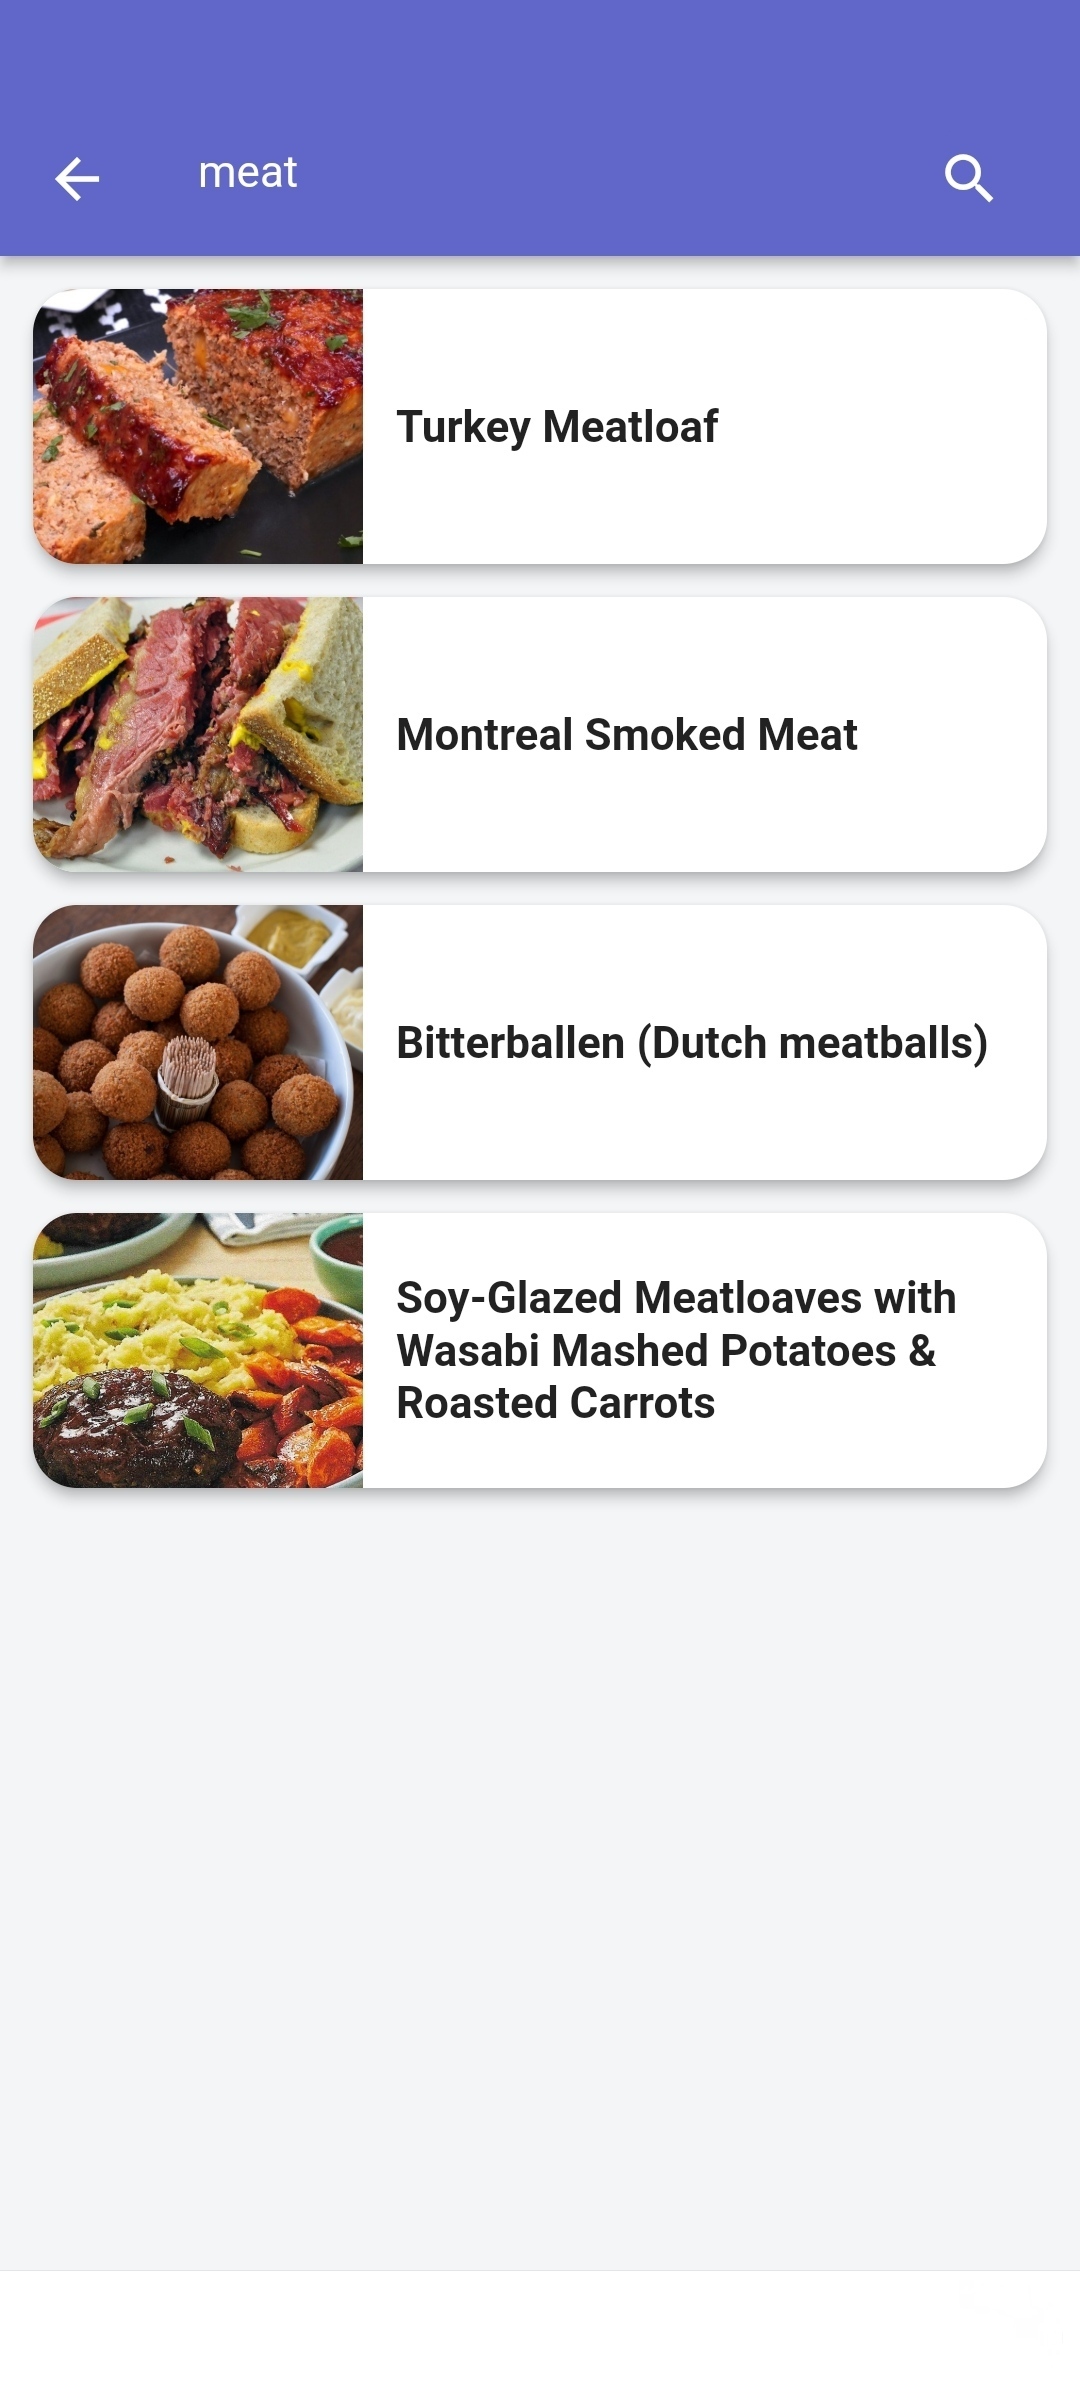 meat
Turkey Meatloaf
Montreal Smoked Meat
Bitterballen (Dutch meatballs)
Soy-Glazed Meatloaves with
Wasabi Mashed Potatoes &
Roasted Carrots